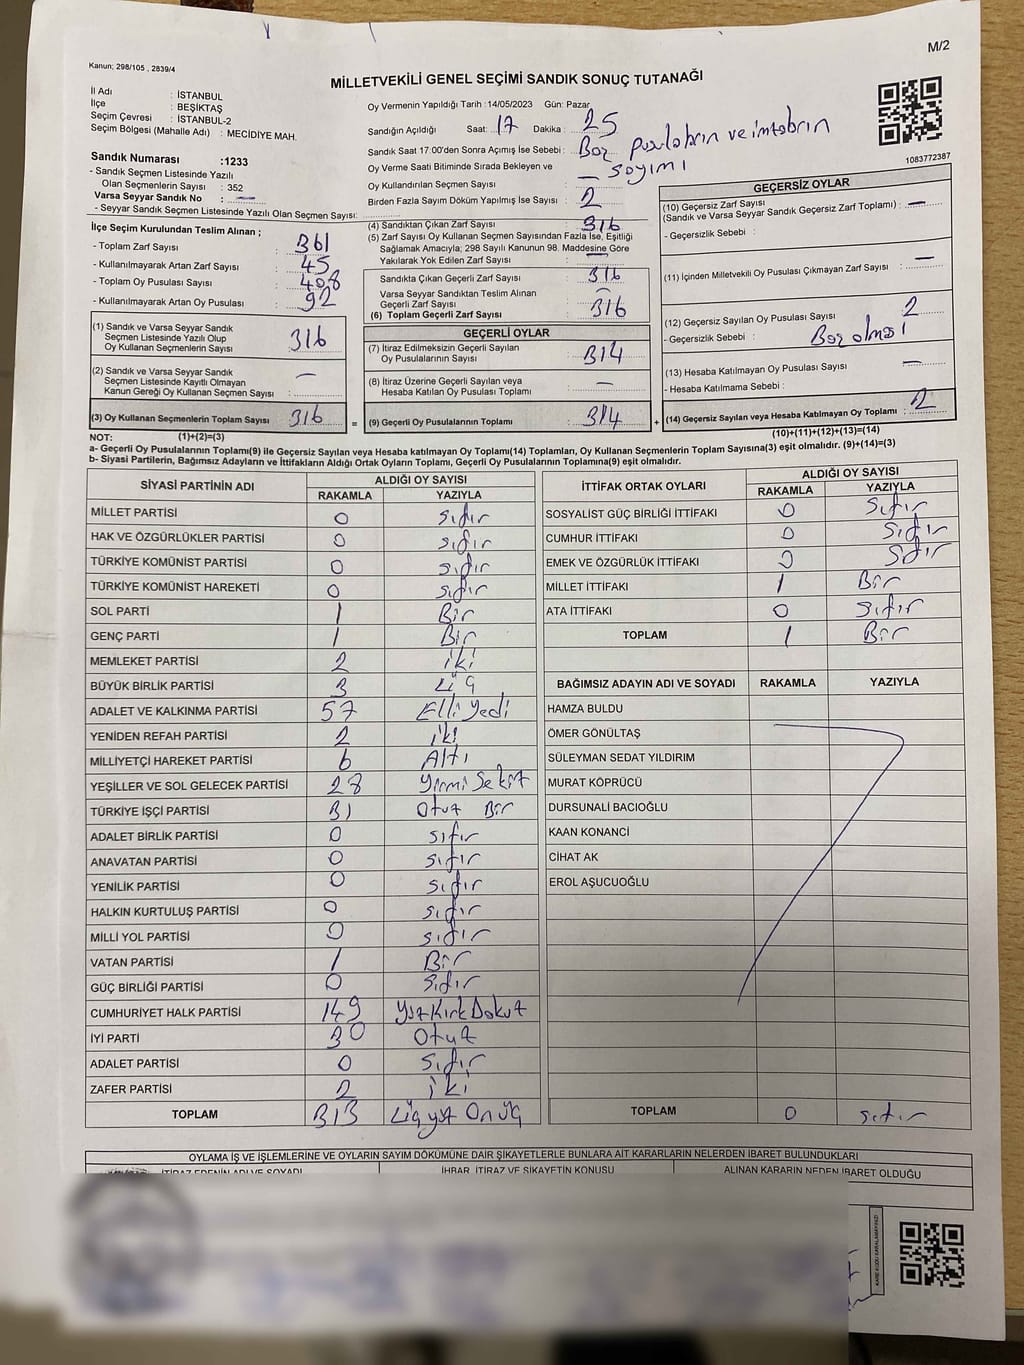 M/2
Kanun; 298/105 , 2839/4
MİLLETVEKİLİ GENEL SEÇİMİ SANDIK SONUÇ TUTANAĞI
İl Adı : İSTANBUL
İlçe : BEŞİKTAŞ
Seçim Çevresi : İSTANBUL-2
Seçim Bölgesi (Mahalle Adı) : MECİDİYE MAH.
Sandık Numarası :1233
- Sandık Seçmen Listesinde Yazılı
Olan Seçmenlerin Sayısı : 352
Varsa Seyyar Sandık No : —
- Seyyar Sandık Seçmen Listesinde Yazılı Olan Seçmen Sayısı:
İlçe Seçim Kurulundan Teslim Alınan ;
- Toplam Zarf Sayısı : 361
- Kullanılmayarak Artan Zarf Sayısı : 45
- Toplam Oy Pusulası Sayısı : 408
- Kullanılmayarak Artan Oy Pusulası : 92
(1) Sandık ve Varsa Seyyar Sandık
Seçmen Listesinde Yazılı Olup
Oy Kullanan Seçmenlerin Sayısı : 316
(2) Sandık ve Varsa Seyyar Sandık
Seçmen Listesinde Kayıtlı Olmayan
Kanun Gereği Oy Kullanan Seçmen Sayısı : —
(3) Oy Kullanan Seçmenlerin Toplam Sayısı : 316
Oy Vermenin Yapıldığı Tarih :14/05/2023 Gün: Pazar
Sandığın Açıldığı Saat: 17 Dakika : 25
Sandık Saat 17:00'den Sonra Açımış İse Sebebi : Boş pusulaların ve
Oy Verme Saati Bitiminde Sırada Bekleyen ve sayımı
Oy Kullandırılan Seçmen Sayısı : —
Birden Fazla Sayım Döküm Yapılmış İse Sayısı : 2
(4) Sandıktan Çıkan Zarf Sayısı : 316
(5) Zarf Sayısı Oy Kullanan Seçmen Sayısından Fazla İse, Eşitliği
Sağlamak Amacıyla; 298 Sayılı Kanunun 98. Maddesine Göre
Yakılarak Yok Edilen Zarf Sayısı : —
Sandıkta Çıkan Geçerli Zarf Sayısı : 316
Varsa Seyyar Sandıktan Teslim Alınan
Geçerli Zarf Sayısı : —
(6) Toplam Geçerli Zarf Sayısı : 316
GEÇERLİ OYLAR
(7) İtiraz Edilmeksizin Geçerli Sayılan
Oy Pusulalarının Sayısı : 314
(8) İtiraz Üzerine Geçerli Sayılan veya
Hesaba Katılan Oy Pusulaları Toplamı : —
= (9) Geçerli Oy Pusulalarının Toplamı : 314 +
1083772387
GEÇERSİZ OYLAR
(10) Geçersiz Zarf Sayısı
(Sandık ve Varsa Seyyar Sandık Geçersiz Zarf Toplamı) : —
- Geçersizlik Sebebi :
(11) İçinden Milletvekili Oy Pusulası Çıkmayan Zarf Sayısı : —
(12) Geçersiz Sayılan Oy Pusulası Sayısı : 2
- Geçersizlik Sebebi : Boş olması
(13) Hesaba Katılmayan Oy Pusulası Sayısı : —
- Hesaba Katılmama Sebebi :
(14) Geçersiz Sayılan veya Hesaba Katılmayan Oy Toplamı : 2
NOT: (1)+(2)=(3)
(10)+(11)+(12)+(13)=(14)
a- Geçerli Oy Pusulalarının Toplamı(9) ile Geçersiz Sayılan veya Hesaba katılmayan Oy Toplamı(14) Toplamları, Oy Kullanan Seçmenlerin Toplam Sayısına(3) eşit olmalıdır. (9)+(14)=(3)
b- Siyasi Partilerin, Bağımsız Adayların ve İttifakların Aldığı Ortak Oyların Toplamı, Geçerli Oy Pusulalarının Toplamına(9) eşit olmalıdır.
SİYASİ PARTİNİN ADI ALDIĞI OY SAYISI
RAKAMLA YAZIYLA
MİLLET PARTİSİ 0 Sıfır
HAK VE ÖZGÜRLÜKLER PARTİSİ 0 Sıfır
TÜRKİYE KOMÜNİST PARTİSİ 0 Sıfır
TÜRKİYE KOMÜNİST HAREKETİ 0 Sıfır
SOL PARTİ 1 Bir
GENÇ PARTİ 1 Bir
MEMLEKET PARTİSİ 2 İki
BÜYÜK BİRLİK PARTİSİ 3 Üç
ADALET VE KALKINMA PARTİSİ 57 Elli Yedi
YENİDEN REFAH PARTİSİ 2 İki
MİLLİYETÇİ HAREKET PARTİSİ 6 Altı
YEŞİLLER VE SOL GELECEK PARTİSİ 28 Yirmi Sekiz
TÜRKİYE İŞÇİ PARTİSİ 31 Otuz Bir
ADALET BİRLİK PARTİSİ 0 Sıfır
ANAVATAN PARTİSİ 0 Sıfır
YENİLİK PARTİSİ 0 Sıfır
HALKIN KURTULUŞ PARTİSİ 0 Sıfır
MİLLİ YOL PARTİSİ 0 Sıfır
VATAN PARTİSİ 1 Bir
GÜÇ BİRLİĞİ PARTİSİ 0 Sıfır
CUMHURİYET HALK PARTİSİ 149 Yüz Kırk Dokuz
İYİ PARTİ 30 Otuz
ADALET PARTİSİ 0 Sıfır
ZAFER PARTİSİ 2 İki
TOPLAM 313 Üçyüz On üç
İTTİFAK ORTAK OYLARI ALDIĞI OY SAYISI
RAKAMLA YAZIYLA
SOSYALİST GÜÇ BİRLİĞİ İTTİFAKI 0 Sıfır
CUMHUR İTTİFAKI 0 Sıfır
EMEK VE ÖZGÜRLÜK İTTİFAKI 0 Sıfır
MİLLET İTTİFAKI 1 Bir
ATA İTTİFAKI 0 Sıfır
TOPLAM 1 Bir
BAĞIMSIZ ADAYIN ADI VE SOYADI RAKAMLA YAZIYLA
HAMZA BULDU
ÖMER GÖNÜLTAŞ
SÜLEYMAN SEDAT YILDIRIM
MURAT KÖPRÜCÜ
DURSUNALİ BACIOĞLU
KAAN KONANCİ
CİHAT AK
EROL AŞUCUOĞLU
TOPLAM 0 Sıfır
OYLAMA İŞ VE İŞLEMLERİNE VE OYLARIN SAYIM DÖKÜMÜNE DAİR ŞİKAYETLERLE BUNLARA AİT KARARLARIN NELERDEN İBARET BULUNDUKLARI
İTİRAZ EDENİN ADI VE SOYADI İHBAR, İTİRAZ VE ŞİKAYETİN KONUSU ALINAN KARARIN NEDEN İBARET OLDUĞU